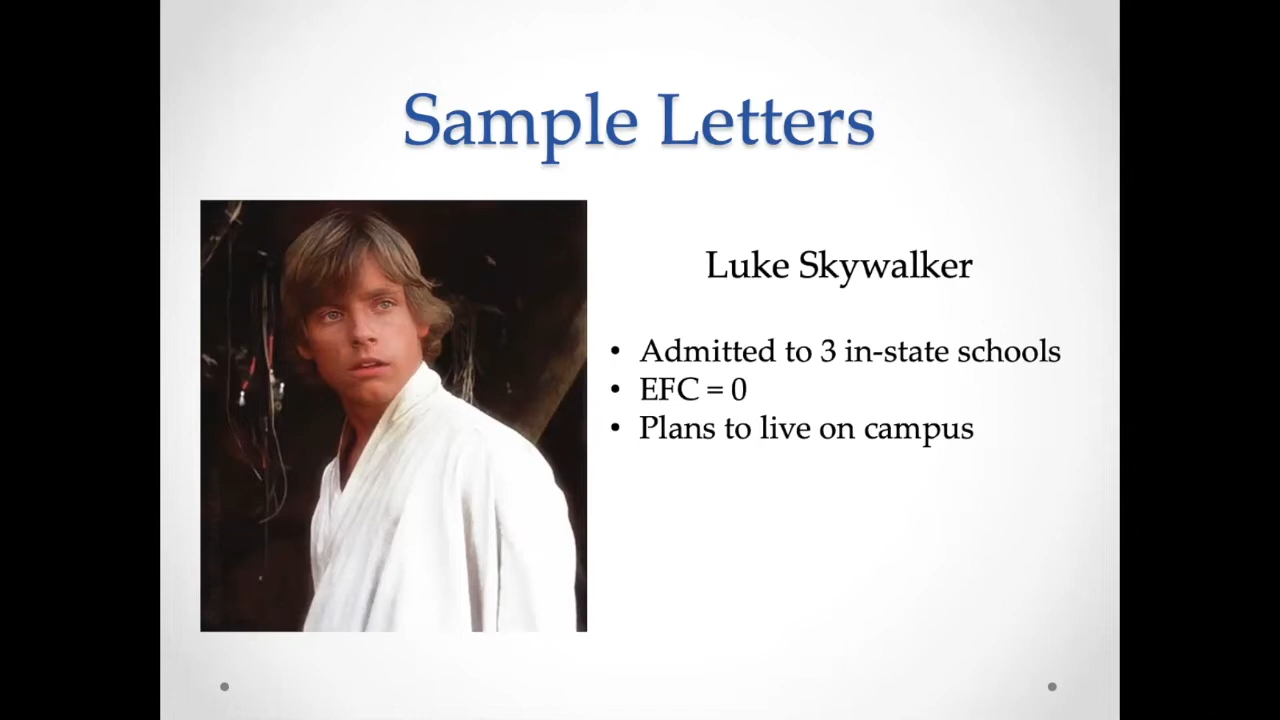 Sample Letters
Luke Skywalker
• Admitted to 3 in-state schools
• EFC = 0
• Plans to live on campus